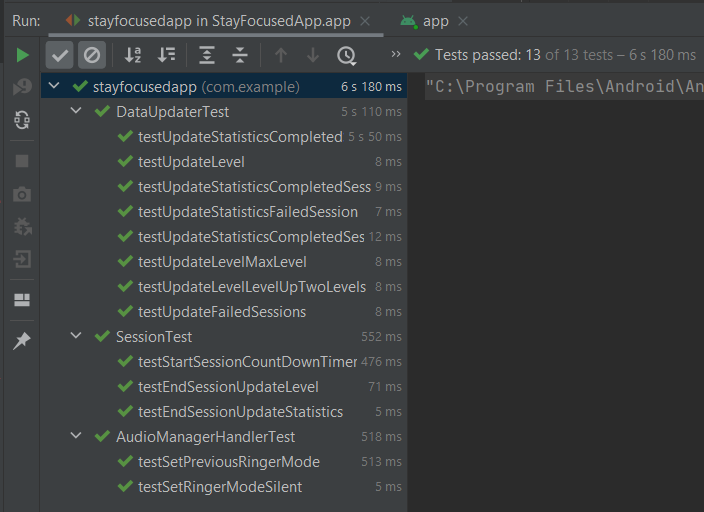 Run: stayfocusedapp in StayFocusedApp.app × app ×
» Tests passed: 13 of 13 tests – 6 s 180 ms
stayfocusedapp (com.example) 6 s 180 ms
"C:\Program Files\Android\An
DataUpdaterTest 5 s 110 ms
testUpdateStatisticsCompleted 5 s 50 ms
testUpdateLevel 8 ms
testUpdateStatisticsCompletedSess 9 ms
testUpdateStatisticsFailedSession 7 ms
testUpdateStatisticsCompletedSes 12 ms
testUpdateLevelMaxLevel 8 ms
testUpdateLevelLevelUpTwoLevels 8 ms
testUpdateFailedSessions 8 ms
SessionTest 552 ms
testStartSessionCountDownTimer 476 ms
testEndSessionUpdateLevel 71 ms
testEndSessionUpdateStatistics 5 ms
AudioManagerHandlerTest 518 ms
testSetPreviousRingerMode 513 ms
testSetRingerModeSilent 5 ms